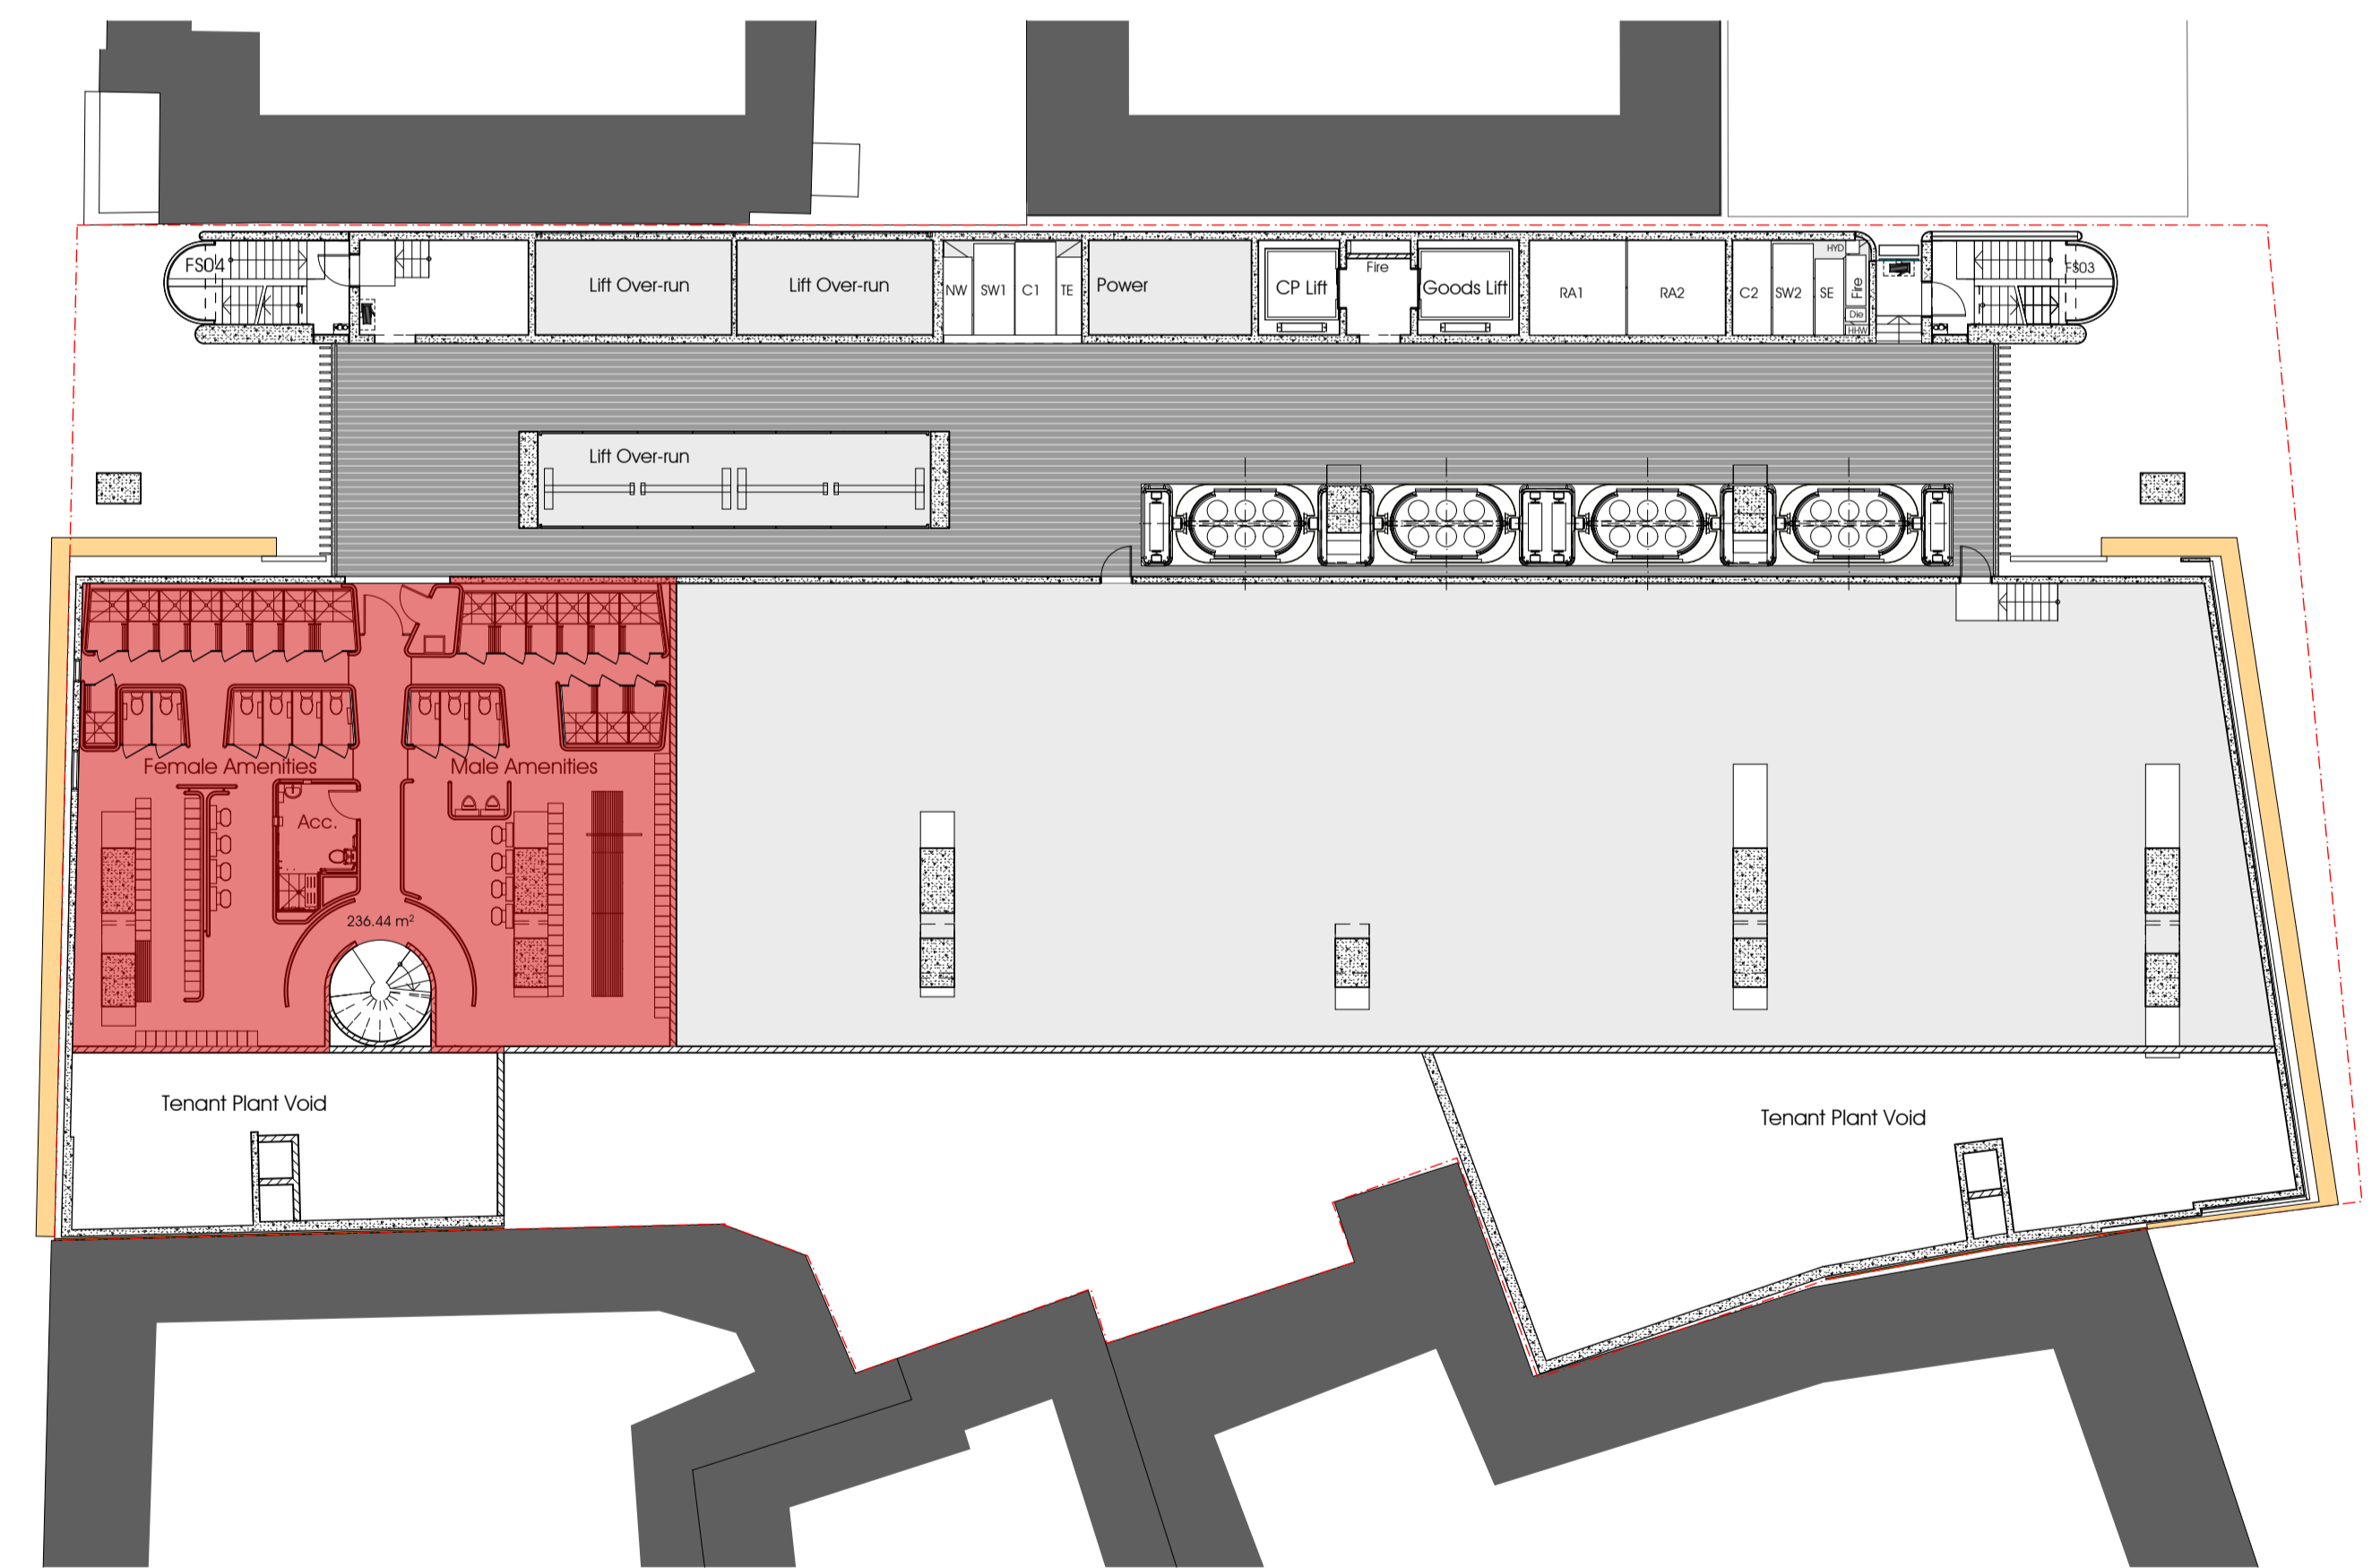 FS04
Lift Over-run
Lift Over-run
NW
SW1
C1
TE
Power
CP Lift
Fire
Goods Lift
RA1
RA2
C2
SW2
SE
HYD
Fire
Die
HHW
FS03
Lift Over-run
Female Amenities
Male Amenities
Acc.
236.44 m²
Tenant Plant Void
Tenant Plant Void